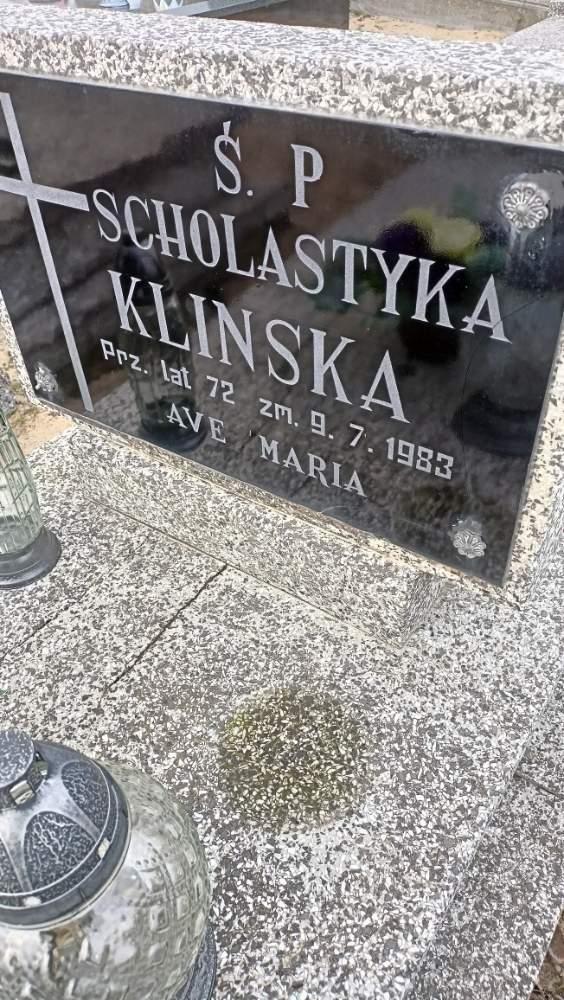 Ś. P
SCHOLASTYKA
KLINSKA
Prz. lat 72 zm. 9. 7. 1983
AVE MARIA